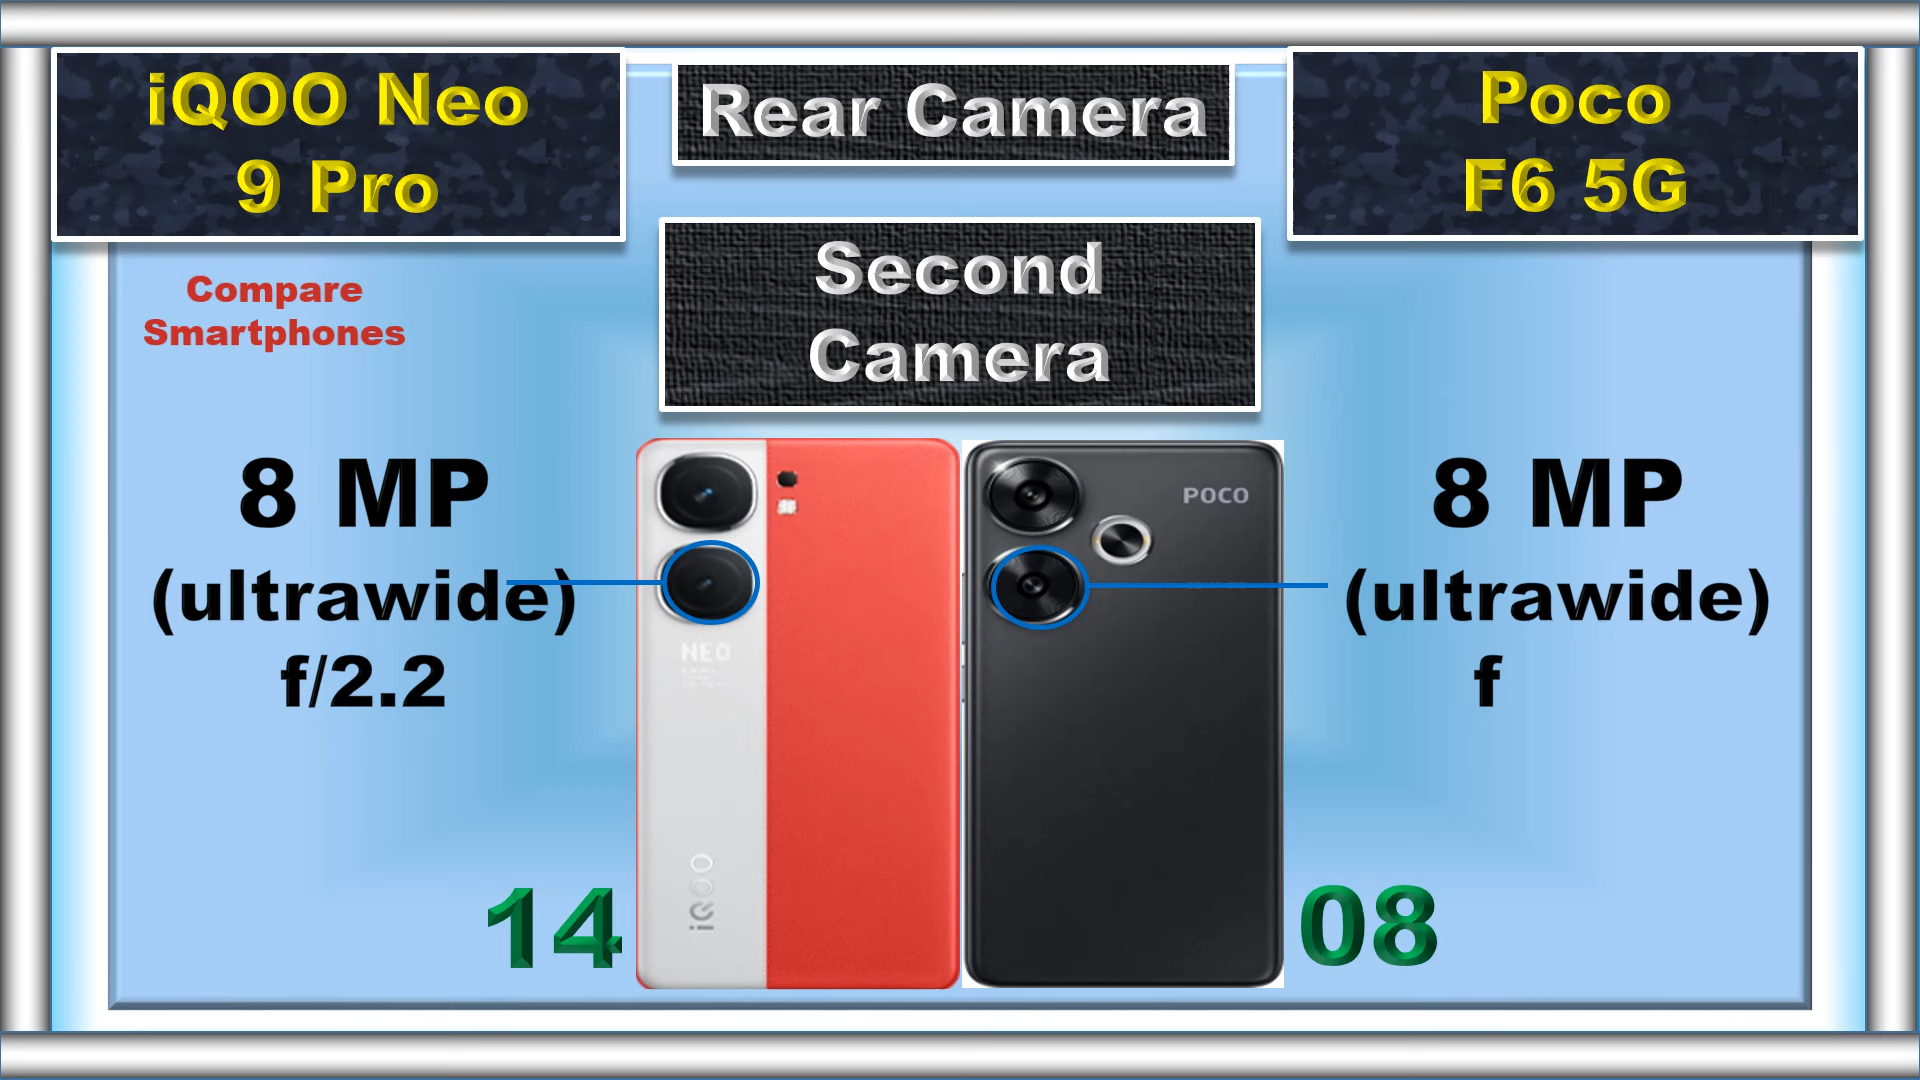 iQOO Neo
9 Pro
Rear Camera
Poco
F6 5G
Second
Camera
Compare
Smartphones
8 MP
(ultrawide)
f/2.2
8 MP
(ultrawide)
f
POCO
NEO
iQOO
14
08